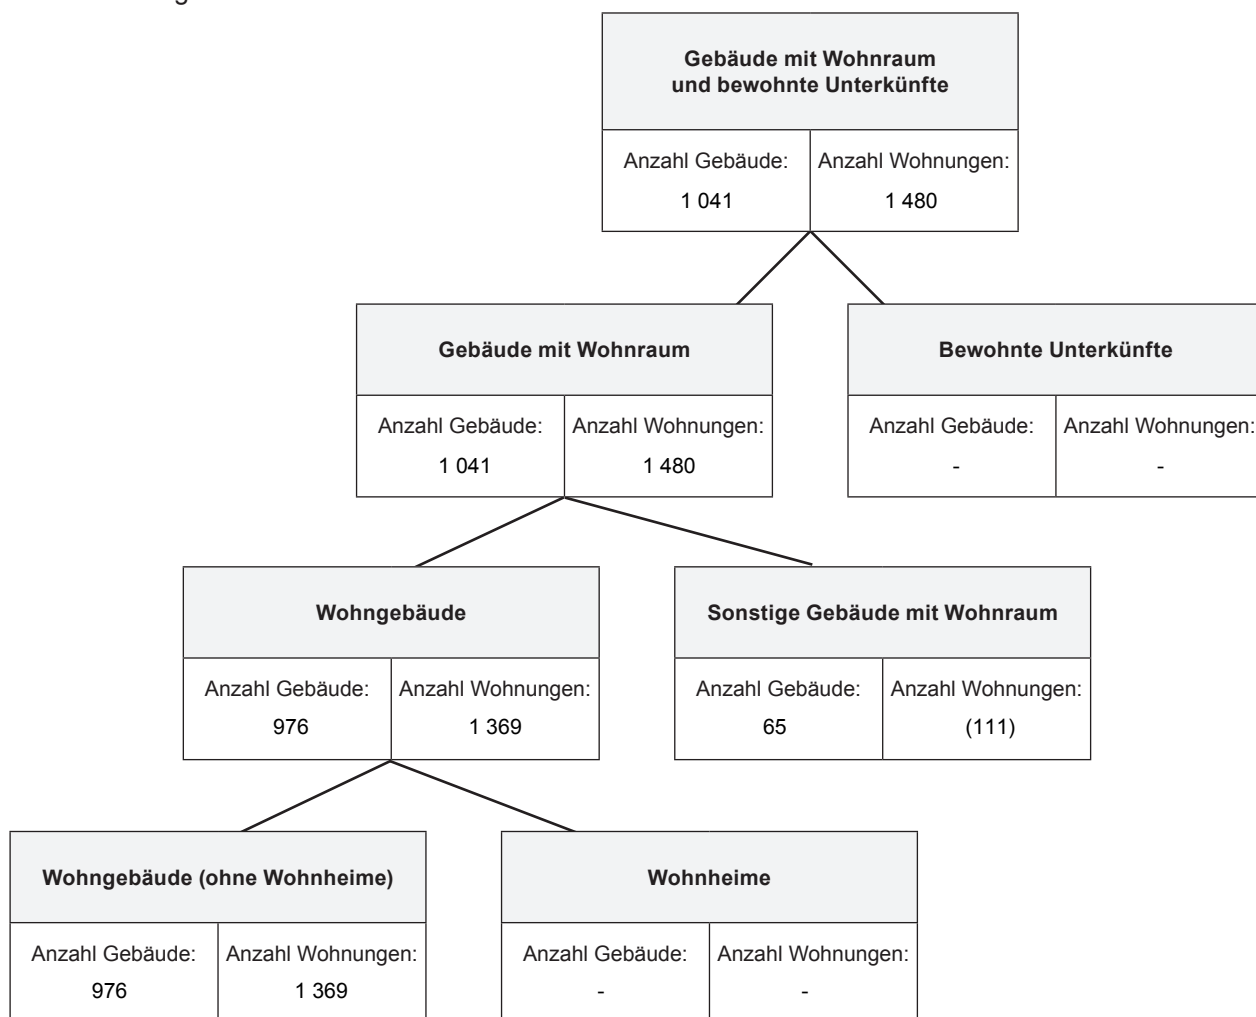 Gebäude mit Wohnraum
und bewohnte Unterkünfte
Anzahl Gebäude: Anzahl Wohnungen:
1 041 1 480
Gebäude mit Wohnraum
Anzahl Gebäude: Anzahl Wohnungen:
1 041 1 480
Bewohnte Unterkünfte
Anzahl Gebäude: Anzahl Wohnungen:
- -
Wohngebäude
Anzahl Gebäude: Anzahl Wohnungen:
976 1 369
Sonstige Gebäude mit Wohnraum
Anzahl Gebäude: Anzahl Wohnungen:
65 (111)
Wohngebäude (ohne Wohnheime)
Anzahl Gebäude: Anzahl Wohnungen:
976 1 369
Wohnheime
Anzahl Gebäude: Anzahl Wohnungen:
- -